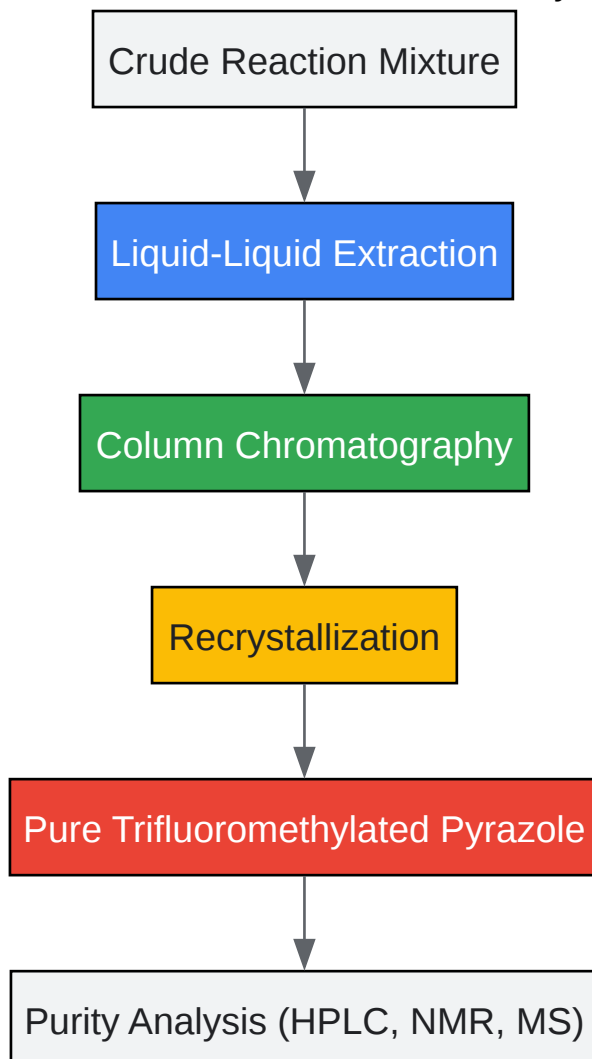 Crude Reaction Mixture
Liquid-Liquid Extraction
Column Chromatography
Recrystallization
Pure Trifluoromethylated Pyrazole
Purity Analysis (HPLC, NMR, MS)